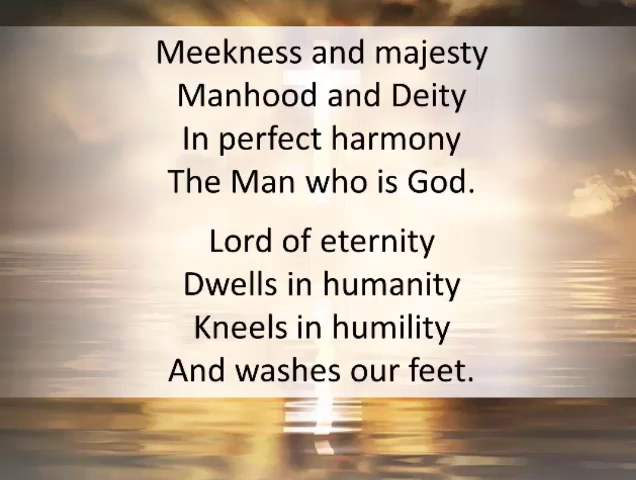 Meekness and majesty
Manhood and Deity
In perfect harmony
The Man who is God.
Lord of eternity
Dwells in humanity
Kneels in humility
And washes our feet.